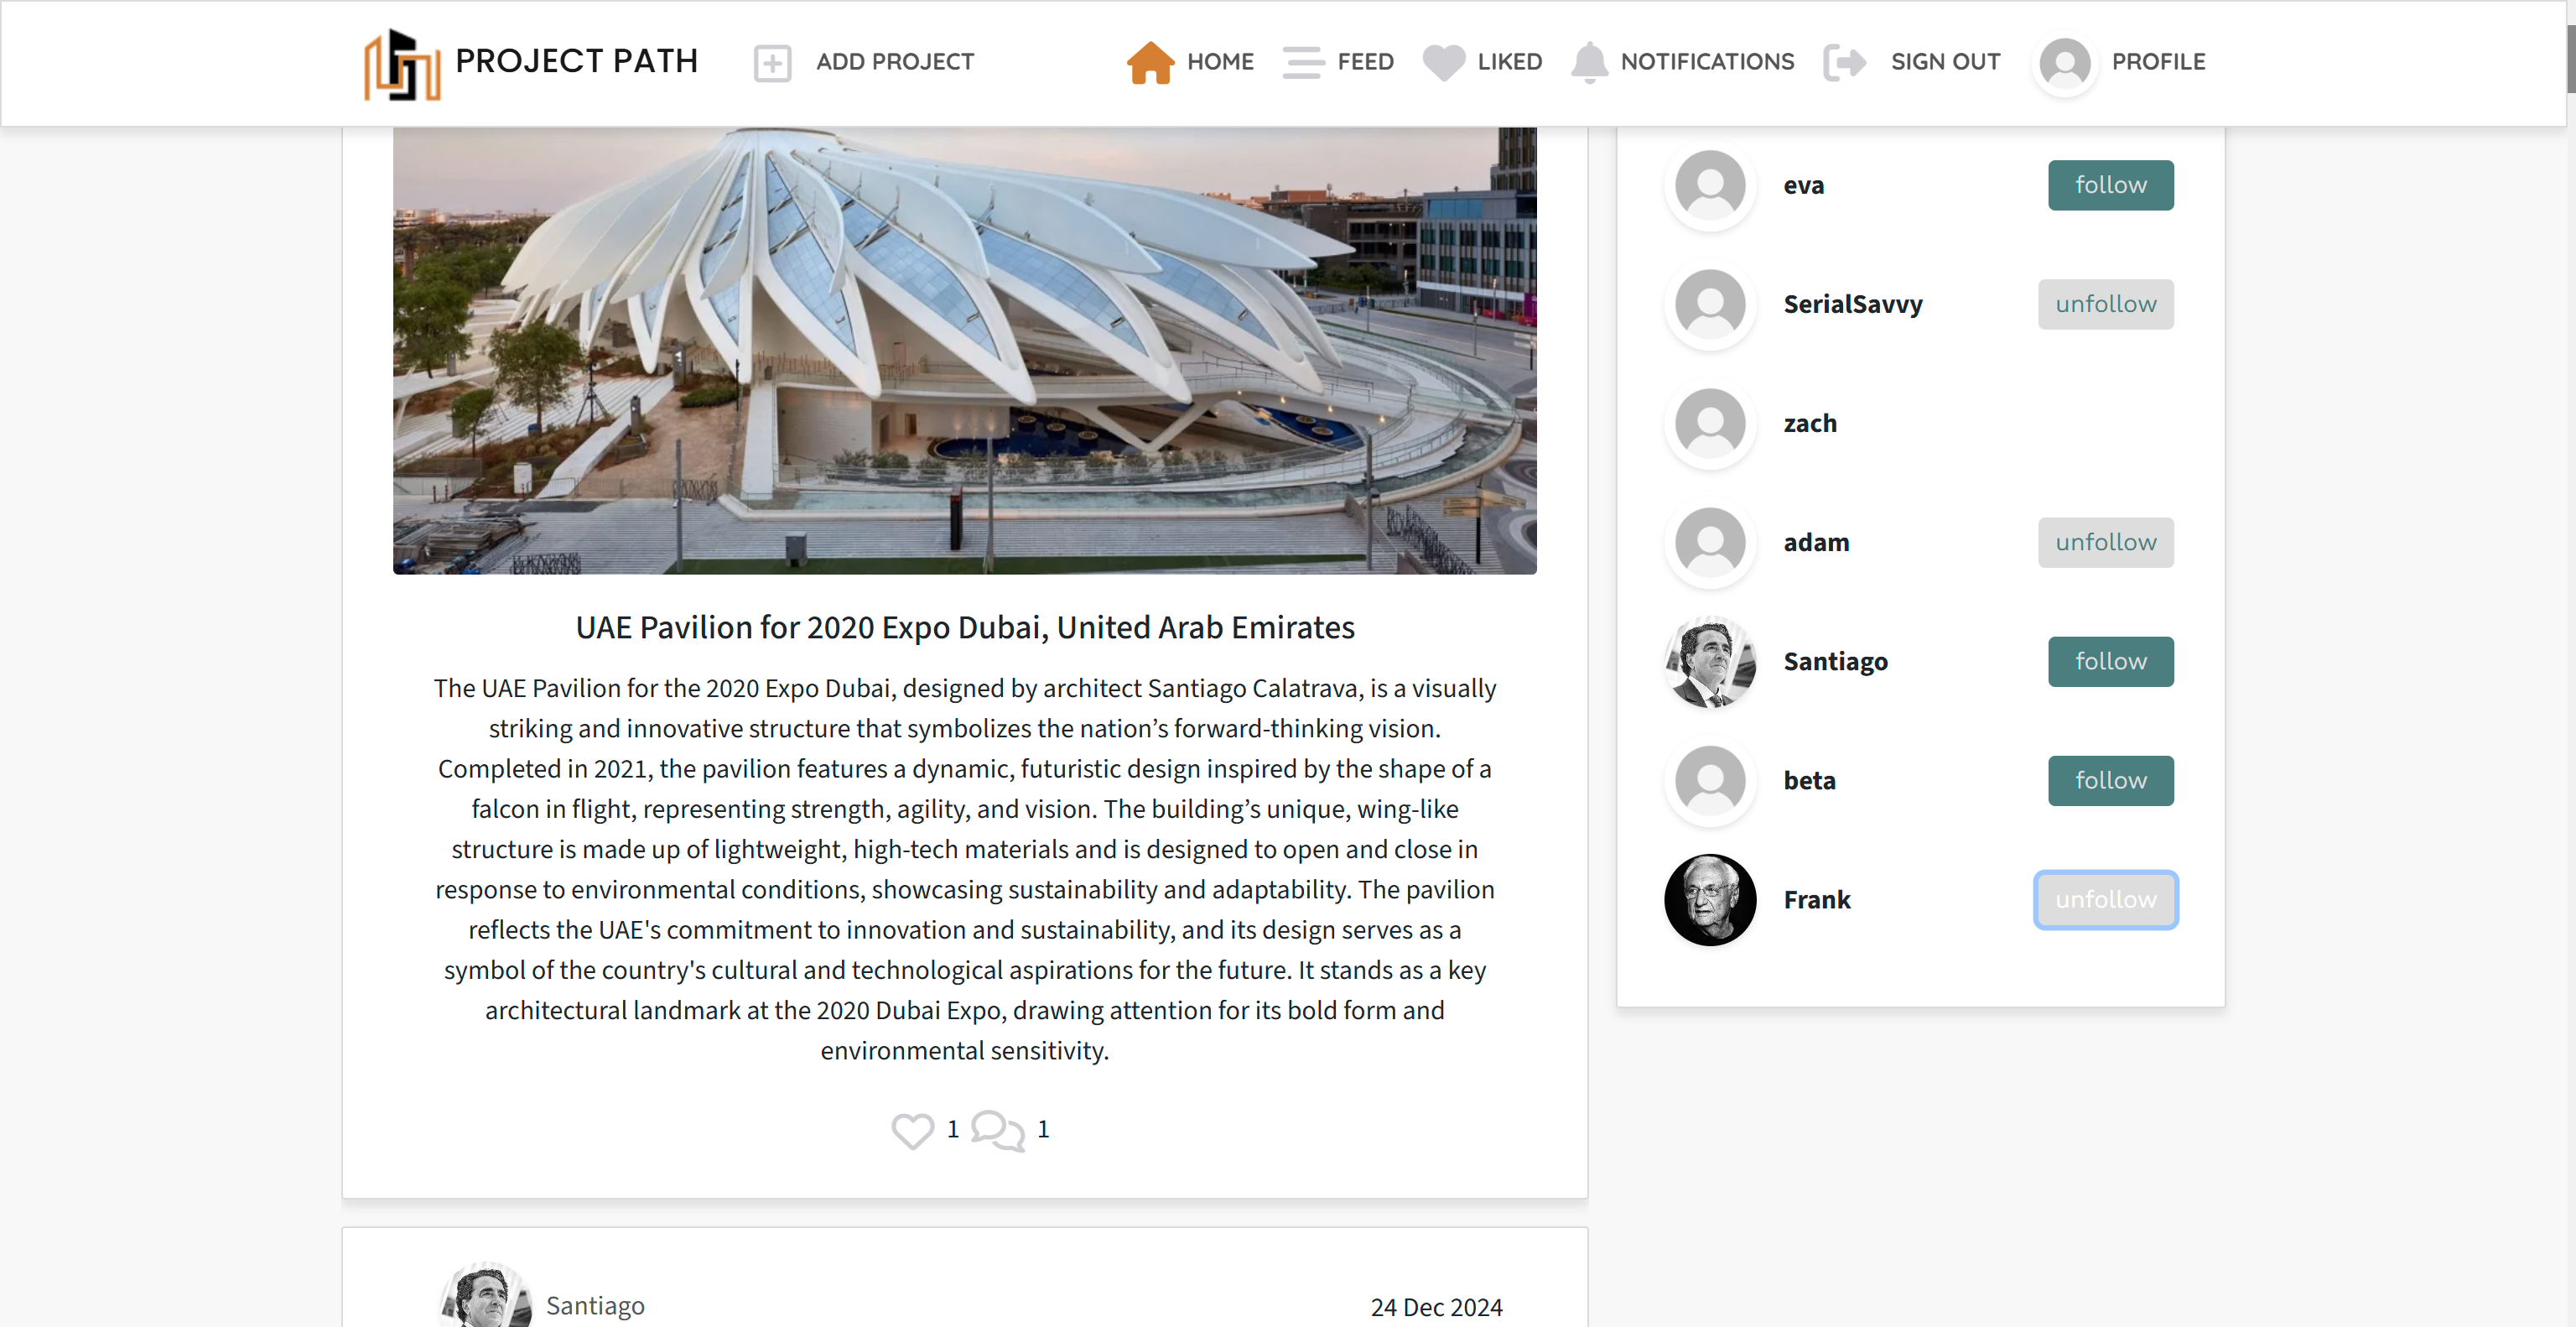 PROJECT PATH
ADD PROJECT
HOME
FEED
LIKED
NOTIFICATIONS
SIGN OUT
PROFILE
UAE Pavilion for 2020 Expo Dubai, United Arab Emirates
The UAE Pavilion for the 2020 Expo Dubai, designed by architect Santiago Calatrava, is a visually
striking and innovative structure that symbolizes the nation’s forward-thinking vision.
Completed in 2021, the pavilion features a dynamic, futuristic design inspired by the shape of a
falcon in flight, representing strength, agility, and vision. The building’s unique, wing-like
structure is made up of lightweight, high-tech materials and is designed to open and close in
response to environmental conditions, showcasing sustainability and adaptability. The pavilion
reflects the UAE's commitment to innovation and sustainability, and its design serves as a
symbol of the country's cultural and technological aspirations for the future. It stands as a key
architectural landmark at the 2020 Dubai Expo, drawing attention for its bold form and
environmental sensitivity.
1
1
Santiago
24 Dec 2024
eva
follow
SerialSavvy
unfollow
zach
adam
unfollow
Santiago
follow
beta
follow
Frank
unfollow